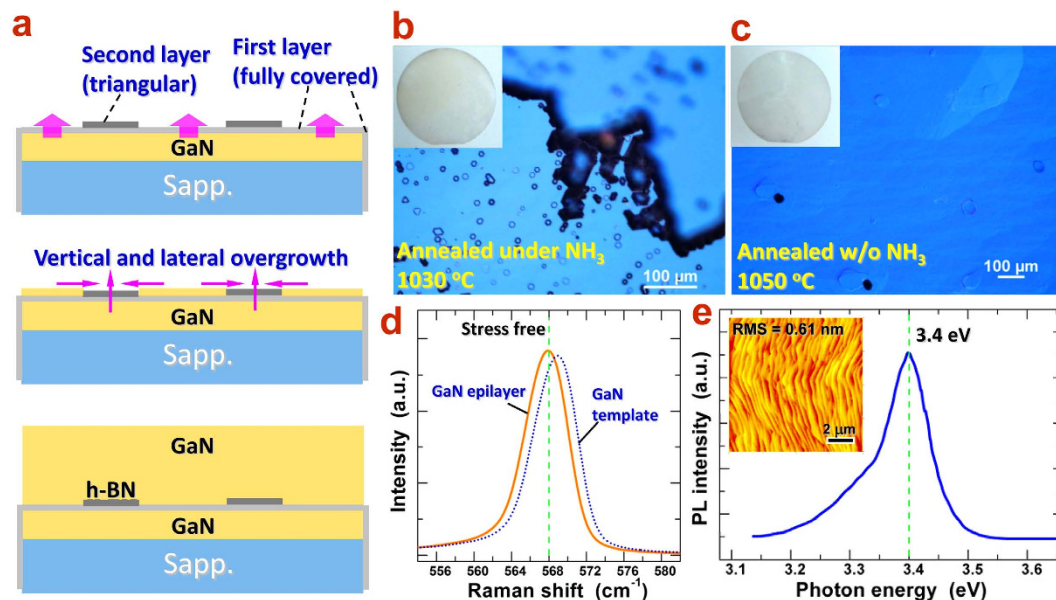 a
Second layer
(triangular)
First layer
(fully covered)
GaN
Sapp.
Vertical and lateral overgrowth
GaN
Sapp.
GaN
h-BN
GaN
Sapp.
b
Annealed under NH₃
1030 °C
100 µm
c
Annealed w/o NH₃
1050 °C
100 µm
d
Stress free
GaN epilayer
GaN
template
Intensity (a.u.)
556 560 564 568 572 576 580
Raman shift (cm⁻¹)
e
RMS = 0.61 nm
2 µm
3.4 eV
PL intensity (a.u.)
3.1 3.2 3.3 3.4 3.5 3.6
Photon energy (eV)